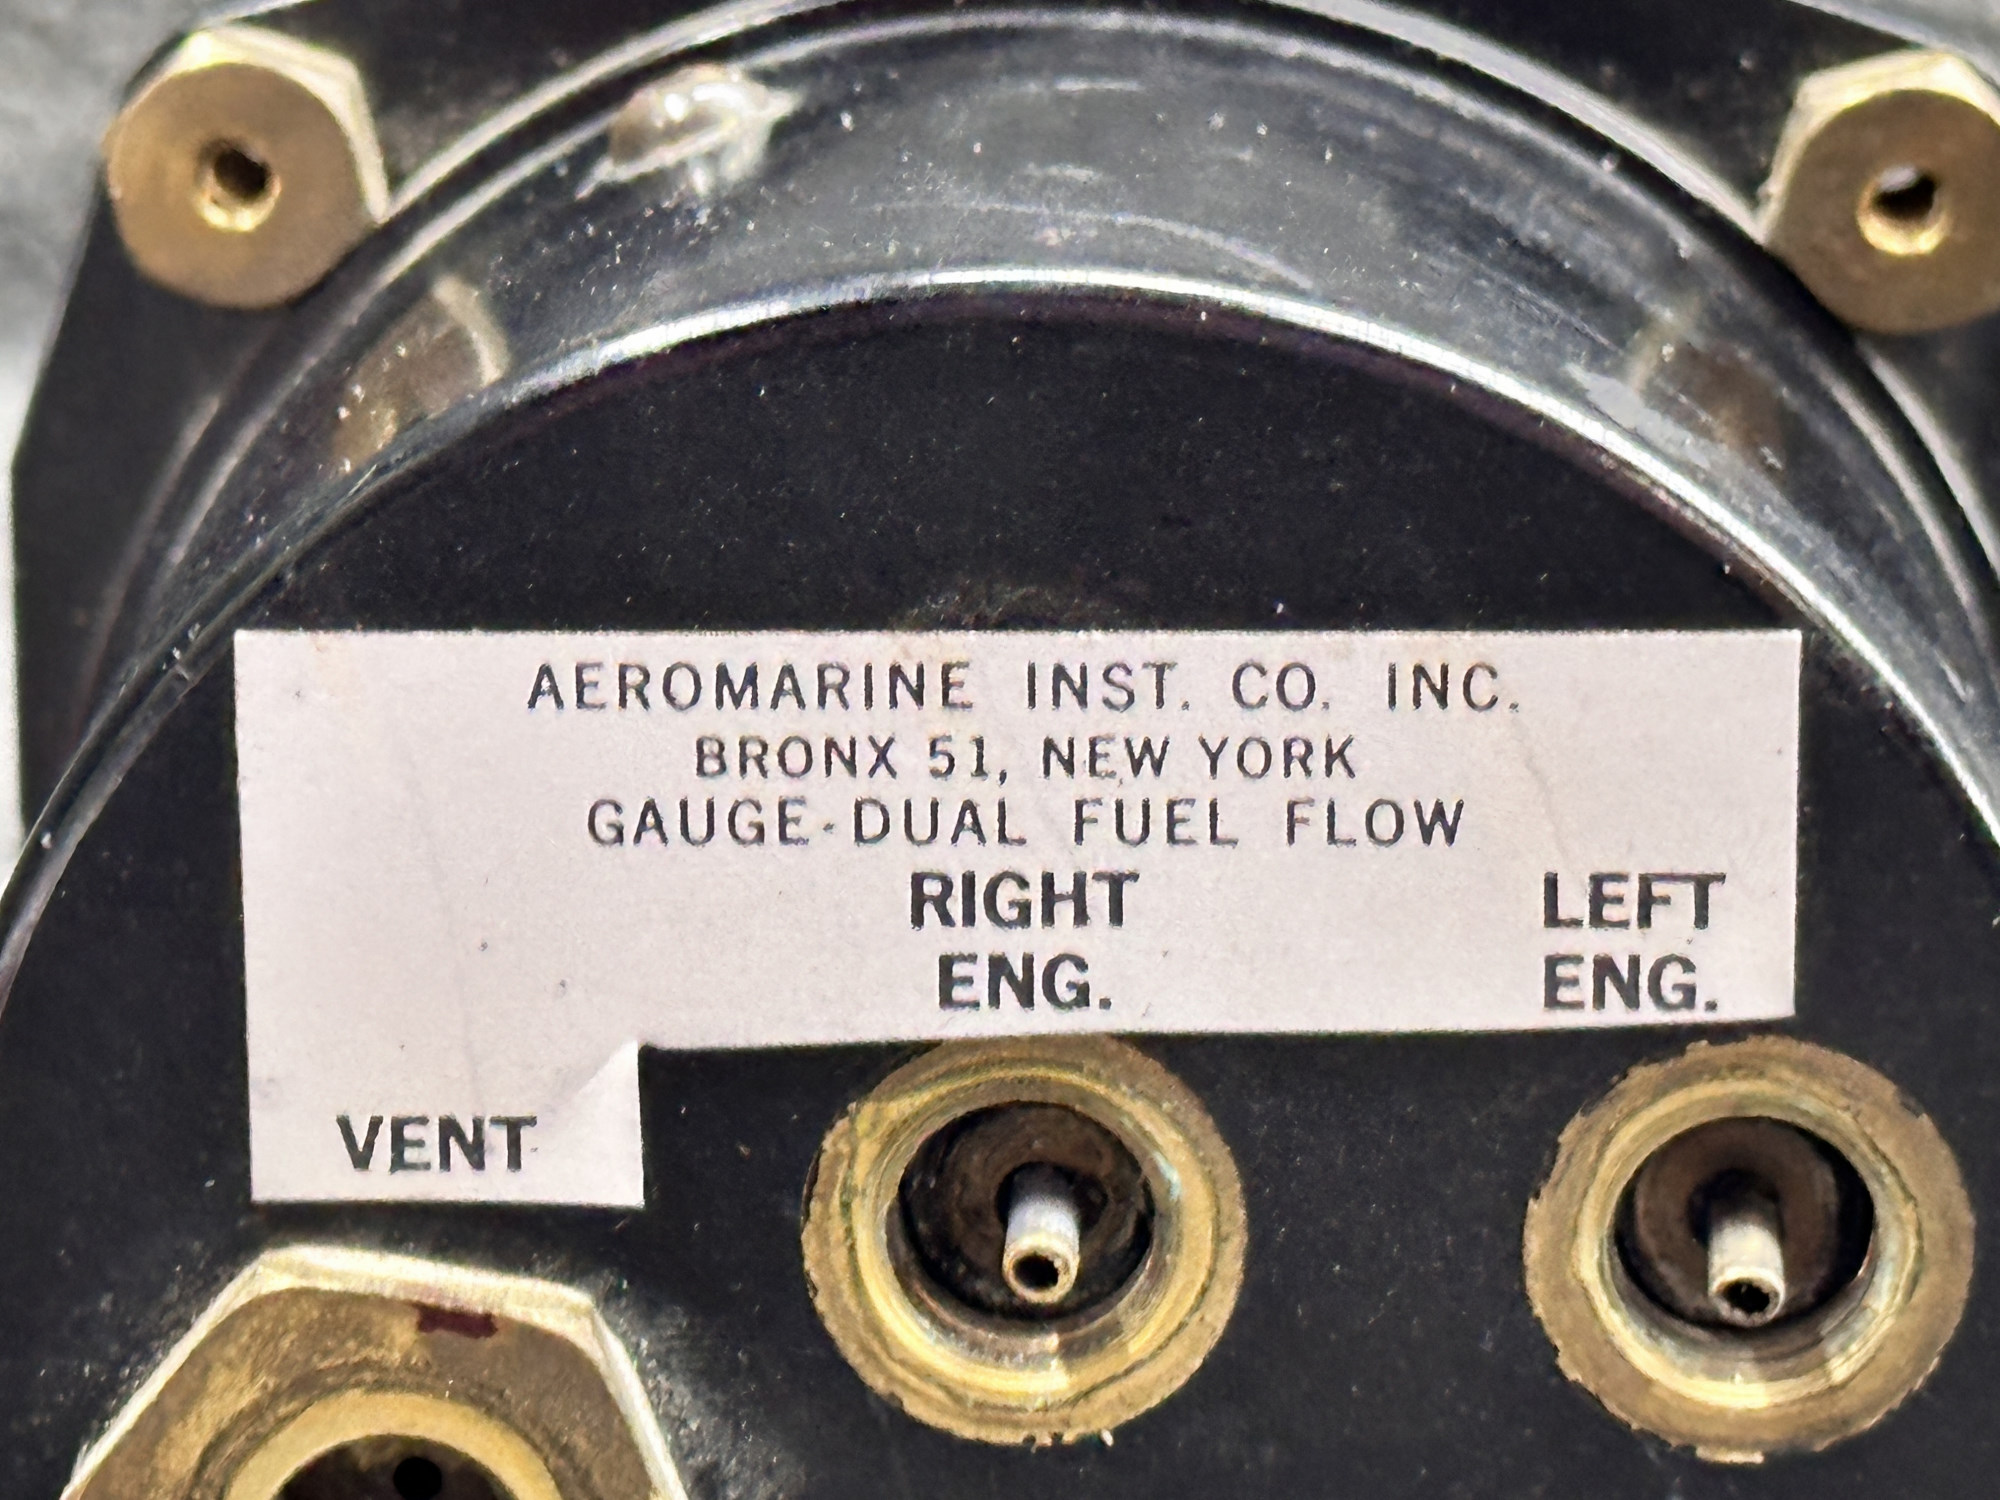 AEROMARINE INST. CO. INC.
BRONX 51, NEW YORK
GAUGE-DUAL FUEL FLOW
RIGHT ENG.
LEFT ENG.
VENT